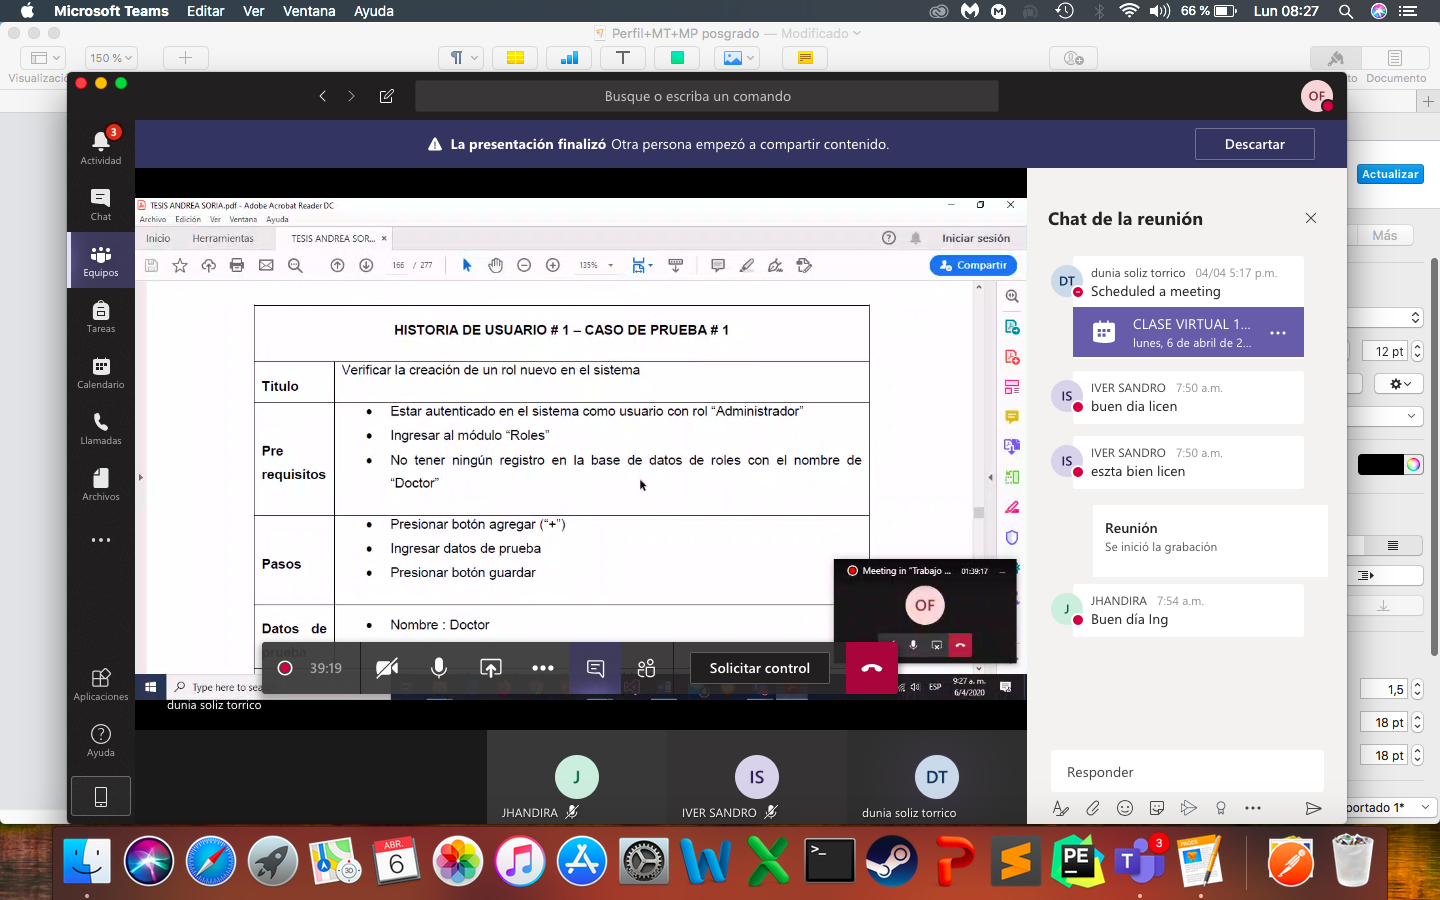 Microsoft Teams Editar Ver Ventana Ayuda 66 % Lun 08:27
Perfil+MT+MP posgrado — Modificado
150 %
Visualizació
Documento
Busque o escriba un comando
OF
La presentación finalizó Otra persona empezó a compartir contenido.
Descartar
3
Actividad
Chat
Equipos
Tareas
Calendario
Llamadas
Archivos
Aplicaciones
Ayuda
TESIS ANDREA SORIA.pdf - Adobe Acrobat Reader DC
Archivo Edición Ver Ventana Ayuda
Inicio Herramientas TESIS ANDREA SOR... × Iniciar sesión
166 / 277 135% Compartir
HISTORIA DE USUARIO # 1 – CASO DE PRUEBA # 1
Titulo
Verificar la creación de un rol nuevo en el sistema
Pre
requisitos
• Estar autenticado en el sistema como usuario con rol “Administrador”
• Ingresar al módulo “Roles”
• No tener ningún registro en la base de datos de roles con el nombre de
“Doctor”
Pasos
• Presionar botón agregar (“+”)
• Ingresar datos de prueba
• Presionar botón guardar
Datos de
prueba
• Nombre : Doctor
Meeting in "Trabajo ... 01:39:17
OF
39:19
Solicitar control
Type here to sea
ESP
9:27 a. m.
6/4/2020
dunia soliz torrico
J
JHANDIRA
IS
IVER SANDRO
DT
dunia soliz torrico
Chat de la reunión
DT
dunia soliz torrico 04/04 5:17 p.m.
Scheduled a meeting
CLASE VIRTUAL 1...
lunes, 6 de abril de 2...
IS
IVER SANDRO 7:50 a.m.
buen dia licen
IS
IVER SANDRO 7:50 a.m.
eszta bien licen
Reunión
Se inició la grabación
J
JHANDIRA 7:54 a.m.
Buen día Ing
Responder
Actualizar
Más
12 pt
1,5
18 pt
18 pt
portado 1*
ABR.
6
3D
PE
3
PAGES